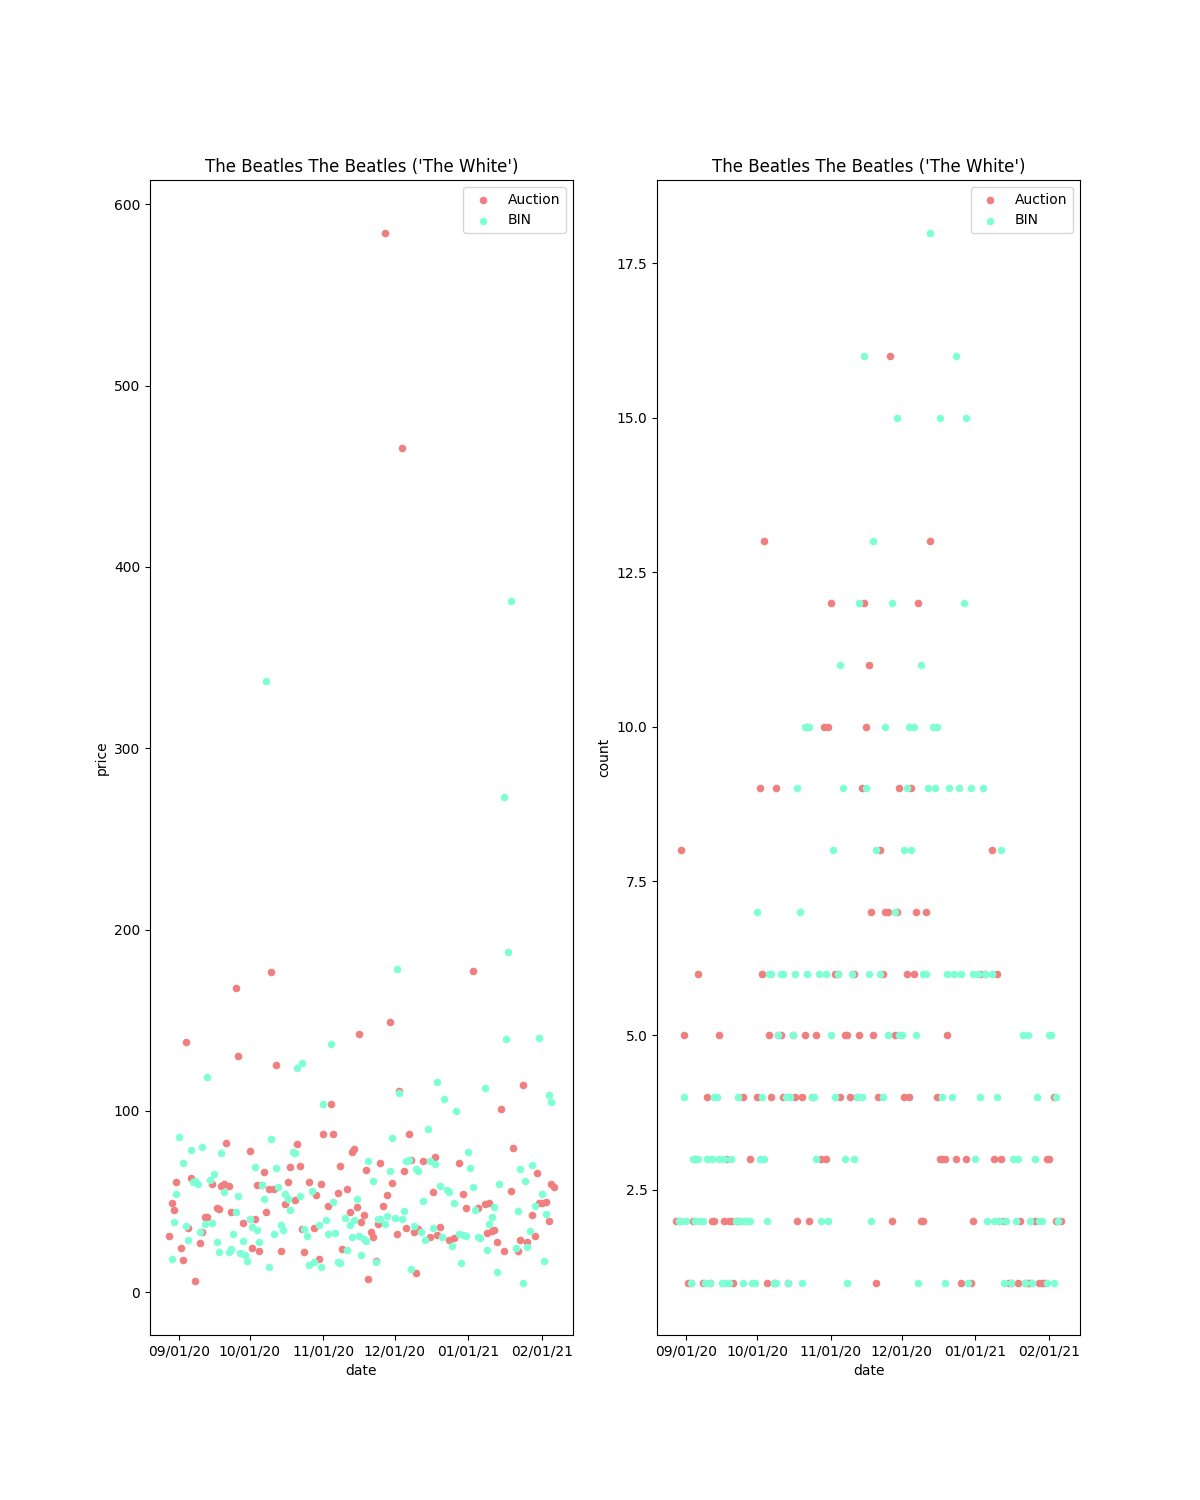 The Beatles The Beatles ('The White')
Auction
BIN
600
500
400
300
200
100
0
price
09/01/20 10/01/20 11/01/20 12/01/20 01/01/21 02/01/21
date
The Beatles The Beatles ('The White')
Auction
BIN
17.5
15.0
12.5
10.0
7.5
5.0
2.5
count
09/01/20 10/01/20 11/01/20 12/01/20 01/01/21 02/01/21
date